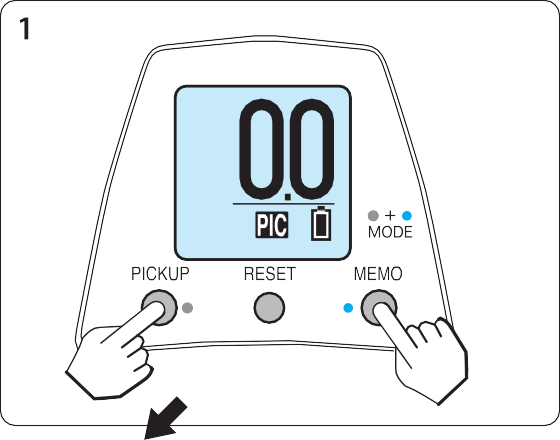 1
0.0
PIC
+
MODE
PICKUP RESET MEMO